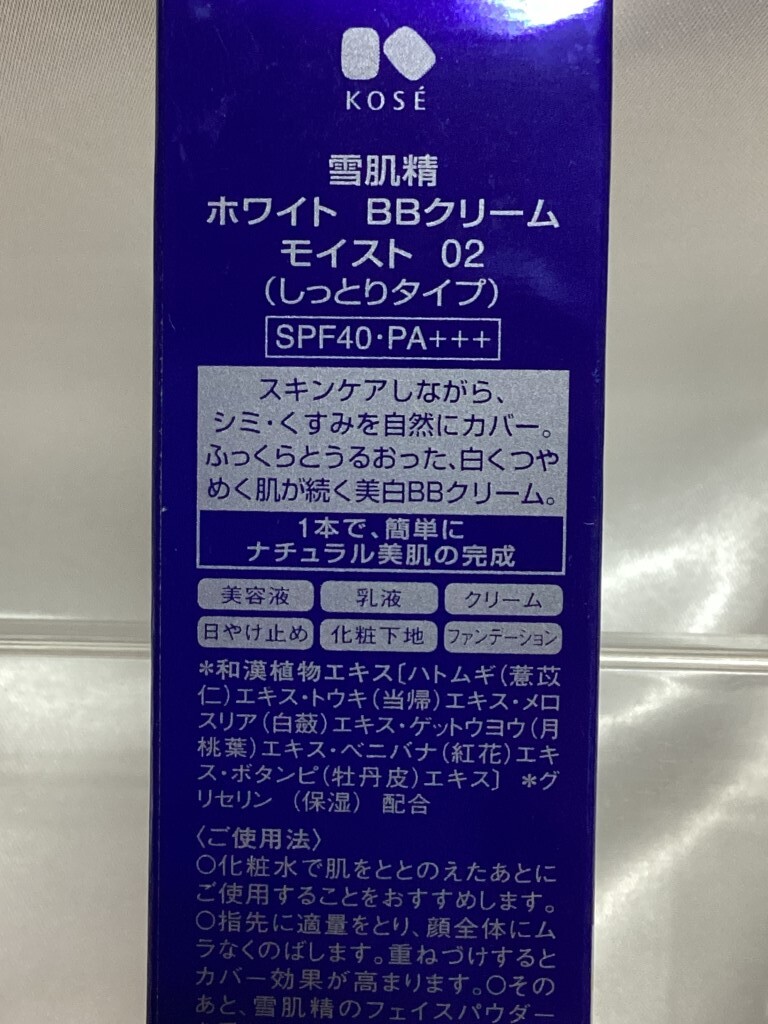 KOSÉ
雪肌精
ホワイト BBクリーム
モイスト 02
(しっとりタイプ)
SPF40・PA+++
スキンケアしながら、
シミ・くすみを自然にカバー。
ふっくらとうるおった、白くつや
めく肌が続く美白BBクリーム。
1本で、簡単に
ナチュラル美肌の完成
美容液 乳液 クリーム
日やけ止め 化粧下地 ファンデーション
*和漢植物エキス〔ハトムギ(薏苡
仁)エキス・トウキ(当帰)エキス・メロ
スリア(白蘞)エキス・ゲットウヨウ(月
桃葉)エキス・ベニバナ(紅花)エキ
ス・ボタンピ(牡丹皮)エキス〕 *グ
リセリン (保湿) 配合
〈ご使用法〉
○化粧水で肌をととのえたあとに
ご使用することをおすすめします。
○指先に適量をとり、顔全体にム
ラなくのばします。重ねづけすると
カバー効果が高まります。○その
あと、雪肌精のフェイスパウダー